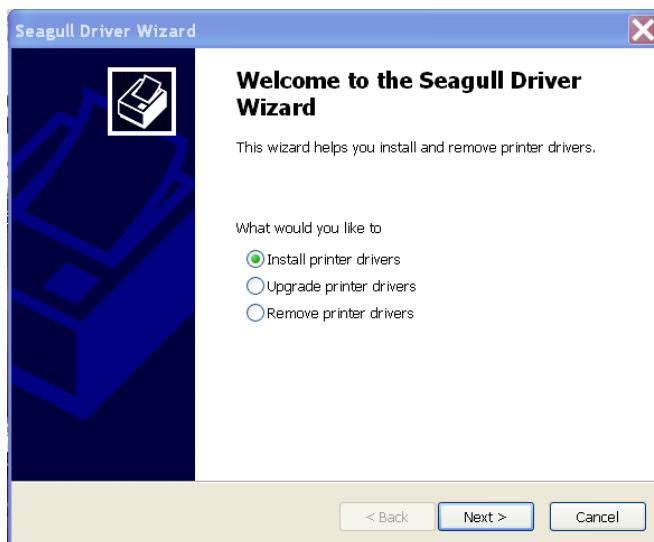 Seagull Driver Wizard
Welcome to the Seagull Driver
Wizard
This wizard helps you install and remove printer drivers.
What would you like to
Install printer drivers
Upgrade printer drivers
Remove printer drivers
< Back Next > Cancel